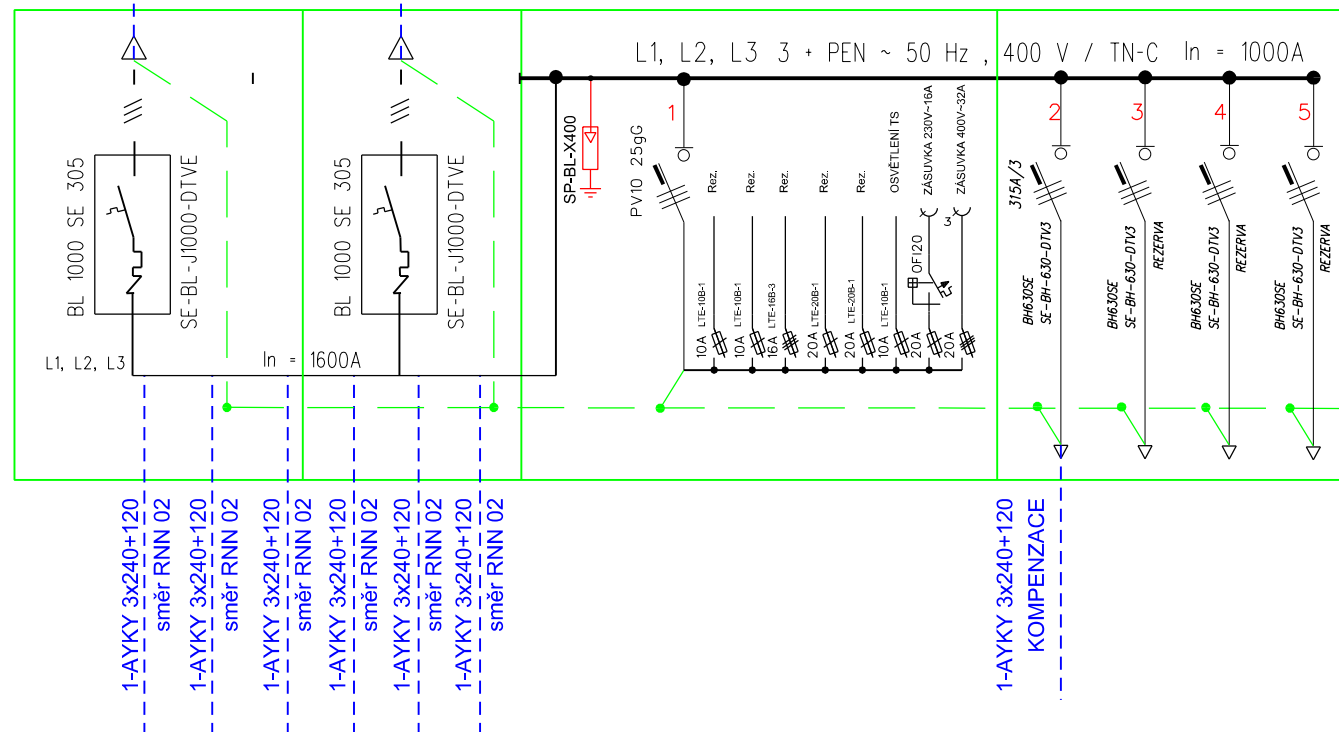 L1, L2, L3 3 + PEN ~ 50 Hz , 400 V / TN-C In = 1000A
BL 1000 SE 305
SE-BL-J1000-DTVE
BL 1000 SE 305
SE-BL-J1000-DTVE
L1, L2, L3
In = 1600A
SP-BL-X400
1
PV10 25gG
Rez.
LTE-10B-1
10A
Rez.
LTE-10B-1
10A
Rez.
LTE-16B-3
16A
Rez.
LTE-20B-1
20A
Rez.
LTE-20B-1
20A
OSVĚTLENÍ TS
LTE-10B-1
10A
ZÁSUVKA 230V~16A
OFI20
20A
ZÁSUVKA 400V~32A
3
20A
2
315A/3
BH630SE
SE-BH-630-DTV3
3
BH630SE
SE-BH-630-DTV3
REZERVA
4
BH630SE
SE-BH-630-DTV3
REZERVA
5
BH630SE
SE-BH-630-DTV3
REZERVA
1-AYKY 3x240+120
směr RNN 02
1-AYKY 3x240+120
směr RNN 02
1-AYKY 3x240+120
směr RNN 02
1-AYKY 3x240+120
směr RNN 02
1-AYKY 3x240+120
směr RNN 02
1-AYKY 3x240+120
směr RNN 02
1-AYKY 3x240+120
KOMPENZACE